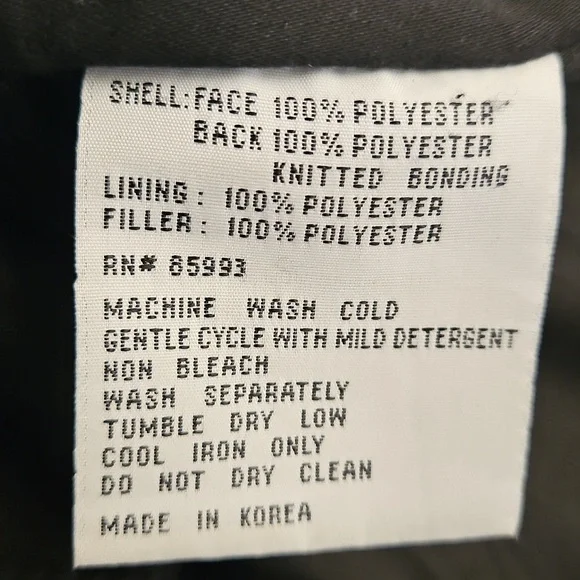 SHELL: FACE 100% POLYESTER
BACK 100% POLYESTER
KNITTED BONDING
LINING : 100% POLYESTER
FILLER : 100% POLYESTER
RN# 85993
MACHINE WASH COLD
GENTLE CYCLE WITH MILD DETERGENT
NON BLEACH
WASH SEPARATELY
TUMBLE DRY LOW
COOL IRON ONLY
DO NOT DRY CLEAN
MADE IN KOREA